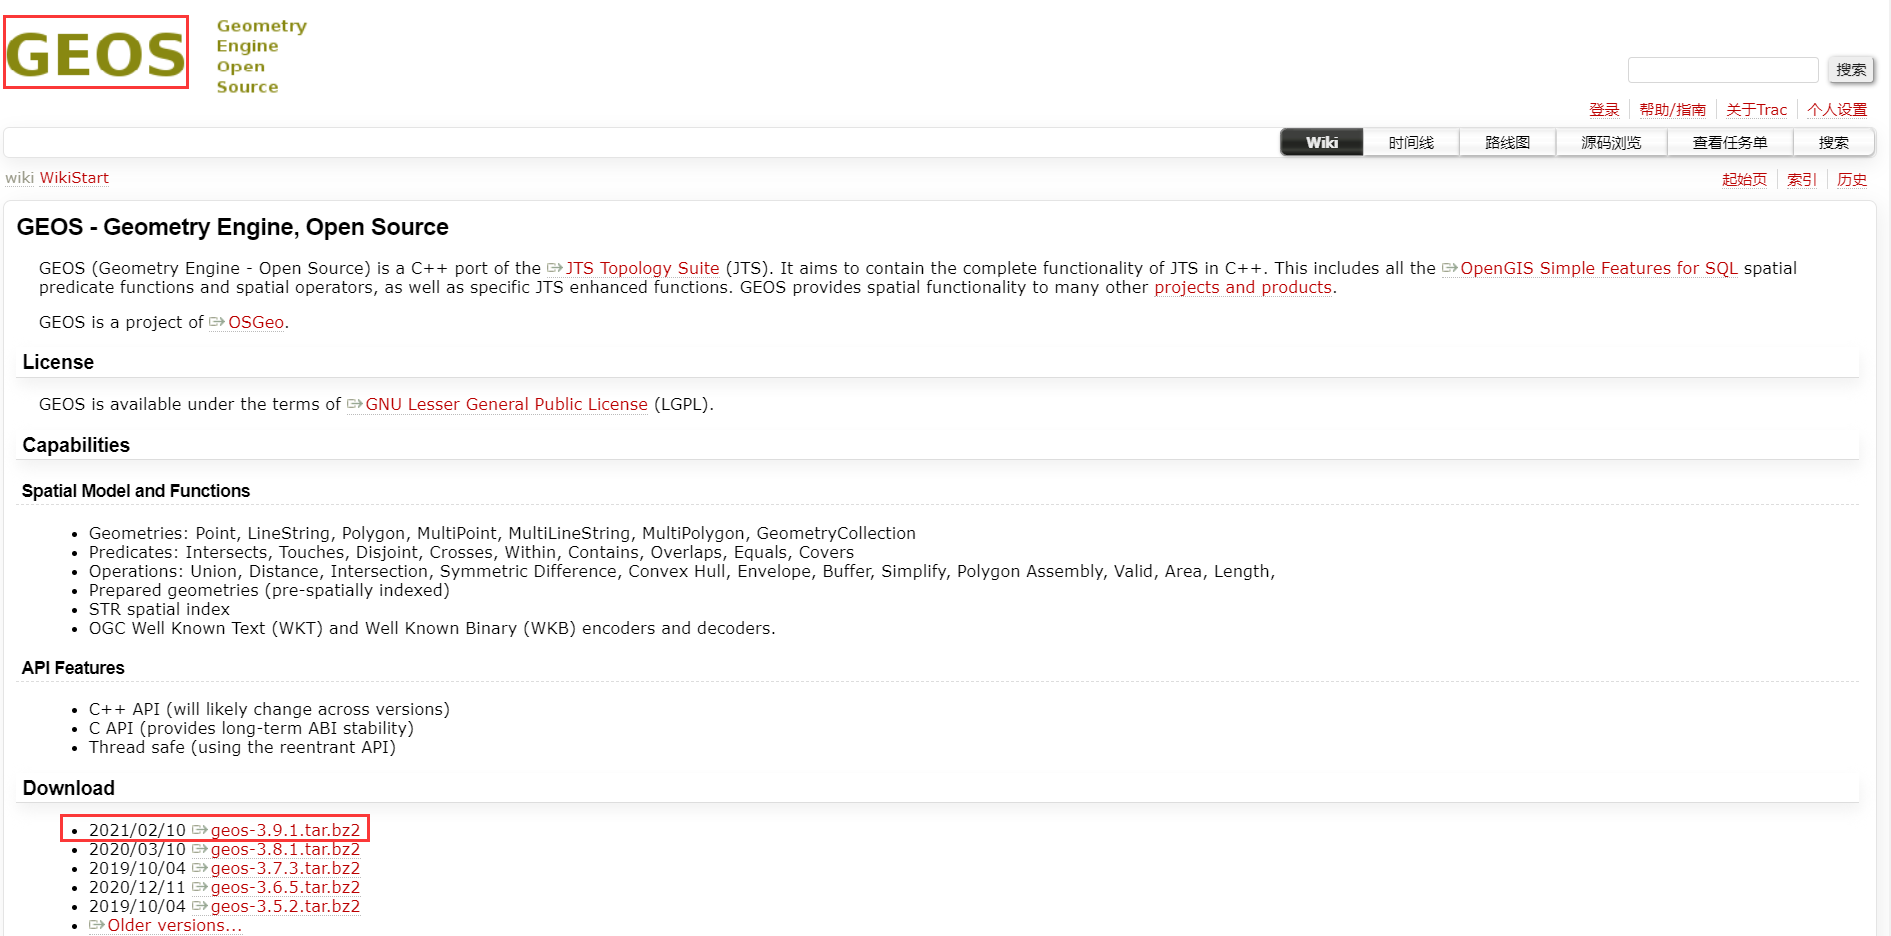 GEOS
Geometry
Engine
Open
Source
搜索
登录 帮助/指南 关于Trac 个人设置
Wiki 时间线 路线图 源码浏览 查看任务单 搜索
wiki WikiStart
起始页 索引 历史
GEOS - Geometry Engine, Open Source
GEOS (Geometry Engine - Open Source) is a C++ port of the JTS Topology Suite (JTS). It aims to contain the complete functionality of JTS in C++. This includes all the OpenGIS Simple Features for SQL spatial
predicate functions and spatial operators, as well as specific JTS enhanced functions. GEOS provides spatial functionality to many other projects and products.
GEOS is a project of OSGeo.
License
GEOS is available under the terms of GNU Lesser General Public License (LGPL).
Capabilities
Spatial Model and Functions
• Geometries: Point, LineString, Polygon, MultiPoint, MultiLineString, MultiPolygon, GeometryCollection
• Predicates: Intersects, Touches, Disjoint, Crosses, Within, Contains, Overlaps, Equals, Covers
• Operations: Union, Distance, Intersection, Symmetric Difference, Convex Hull, Envelope, Buffer, Simplify, Polygon Assembly, Valid, Area, Length,
• Prepared geometries (pre-spatially indexed)
• STR spatial index
• OGC Well Known Text (WKT) and Well Known Binary (WKB) encoders and decoders.
API Features
• C++ API (will likely change across versions)
• C API (provides long-term ABI stability)
• Thread safe (using the reentrant API)
Download
• 2021/02/10 geos-3.9.1.tar.bz2
• 2020/03/10 geos-3.8.1.tar.bz2
• 2019/10/04 geos-3.7.3.tar.bz2
• 2020/12/11 geos-3.6.5.tar.bz2
• 2019/10/04 geos-3.5.2.tar.bz2
• Older versions...